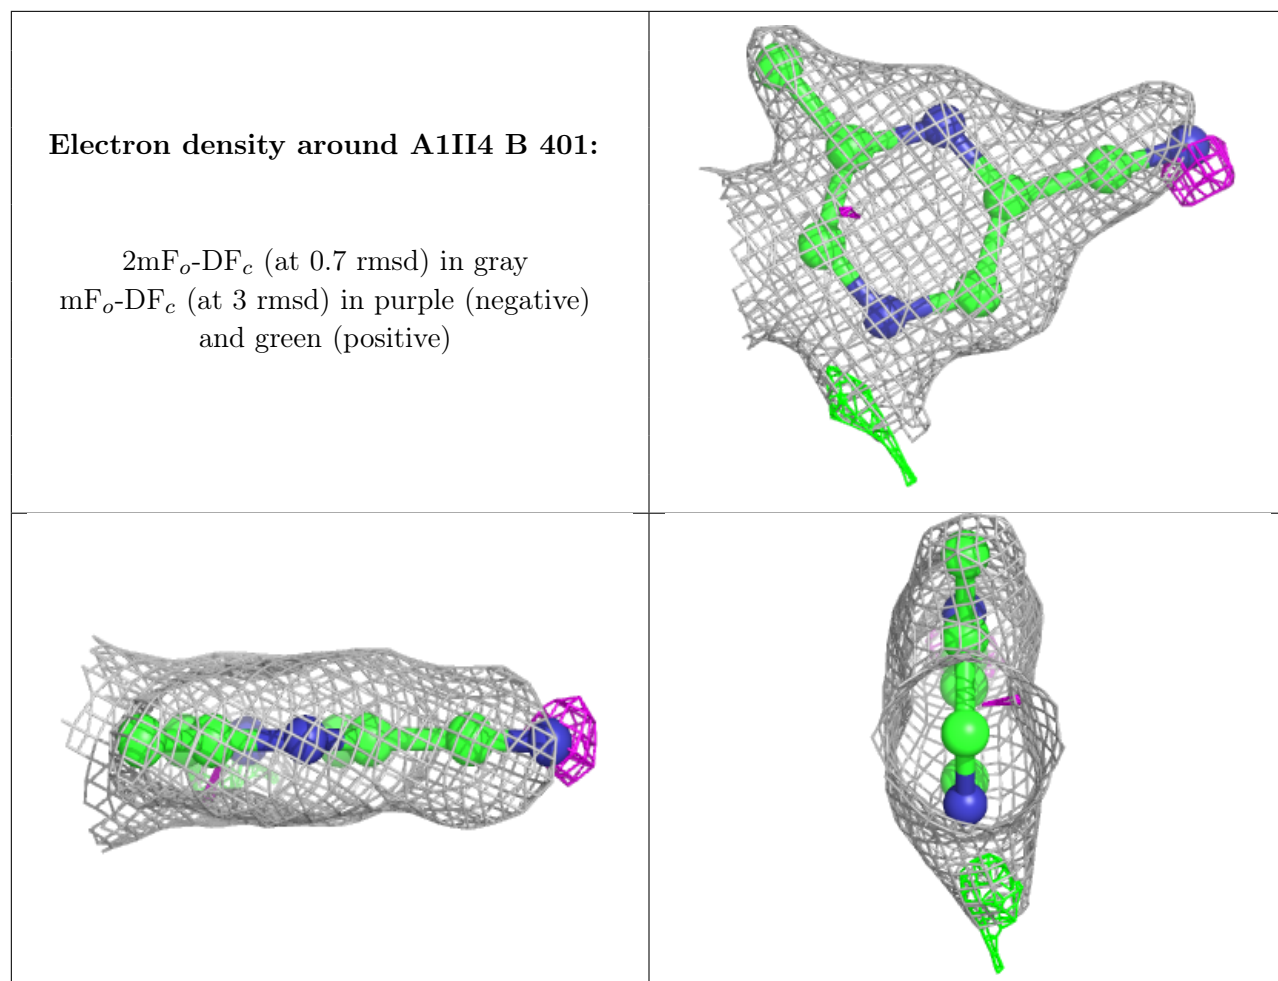 Electron density around A1II4 B 401:
2mFₒ-DF𝒸 (at 0.7 rmsd) in gray
mFₒ-DF𝒸 (at 3 rmsd) in purple (negative)
and green (positive)